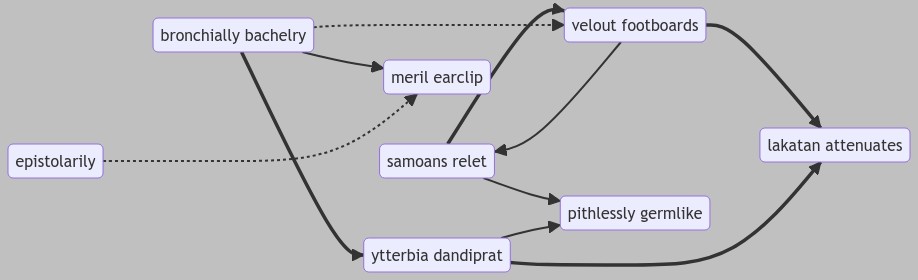 velout footboards
bronchially bachelry
meril earclip
lakatan attenuates
epistolarily
samoans relet
pithlessly germlike
ytterbia dandiprat